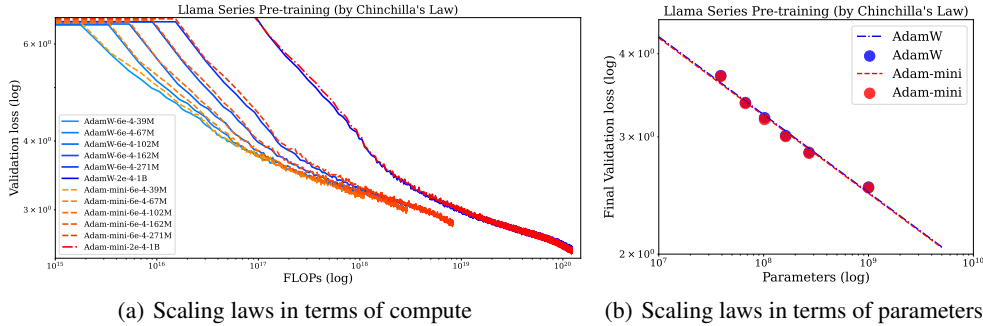 Llama Series Pre-training (by Chinchilla's Law)
Validation loss (log)
6 × 10⁰
4 × 10⁰
3 × 10⁰
AdamW-6e-4-39M
AdamW-6e-4-67M
AdamW-6e-4-102M
AdamW-6e-4-162M
AdamW-6e-4-271M
AdamW-2e-4-1B
Adam-mini-6e-4-39M
Adam-mini-6e-4-67M
Adam-mini-6e-4-102M
Adam-mini-6e-4-162M
Adam-mini-6e-4-271M
Adam-mini-2e-4-1B
10¹⁵ 10¹⁶ 10¹⁷ 10¹⁸ 10¹⁹ 10²⁰
FLOPs (log)
(a) Scaling laws in terms of compute
Llama Series Pre-training (by Chinchilla's Law)
Final Validation loss (log)
4 × 10⁰
3 × 10⁰
2 × 10⁰
AdamW
AdamW
Adam-mini
Adam-mini
10⁷ 10⁸ 10⁹ 10¹⁰
Parameters (log)
(b) Scaling laws in terms of parameters